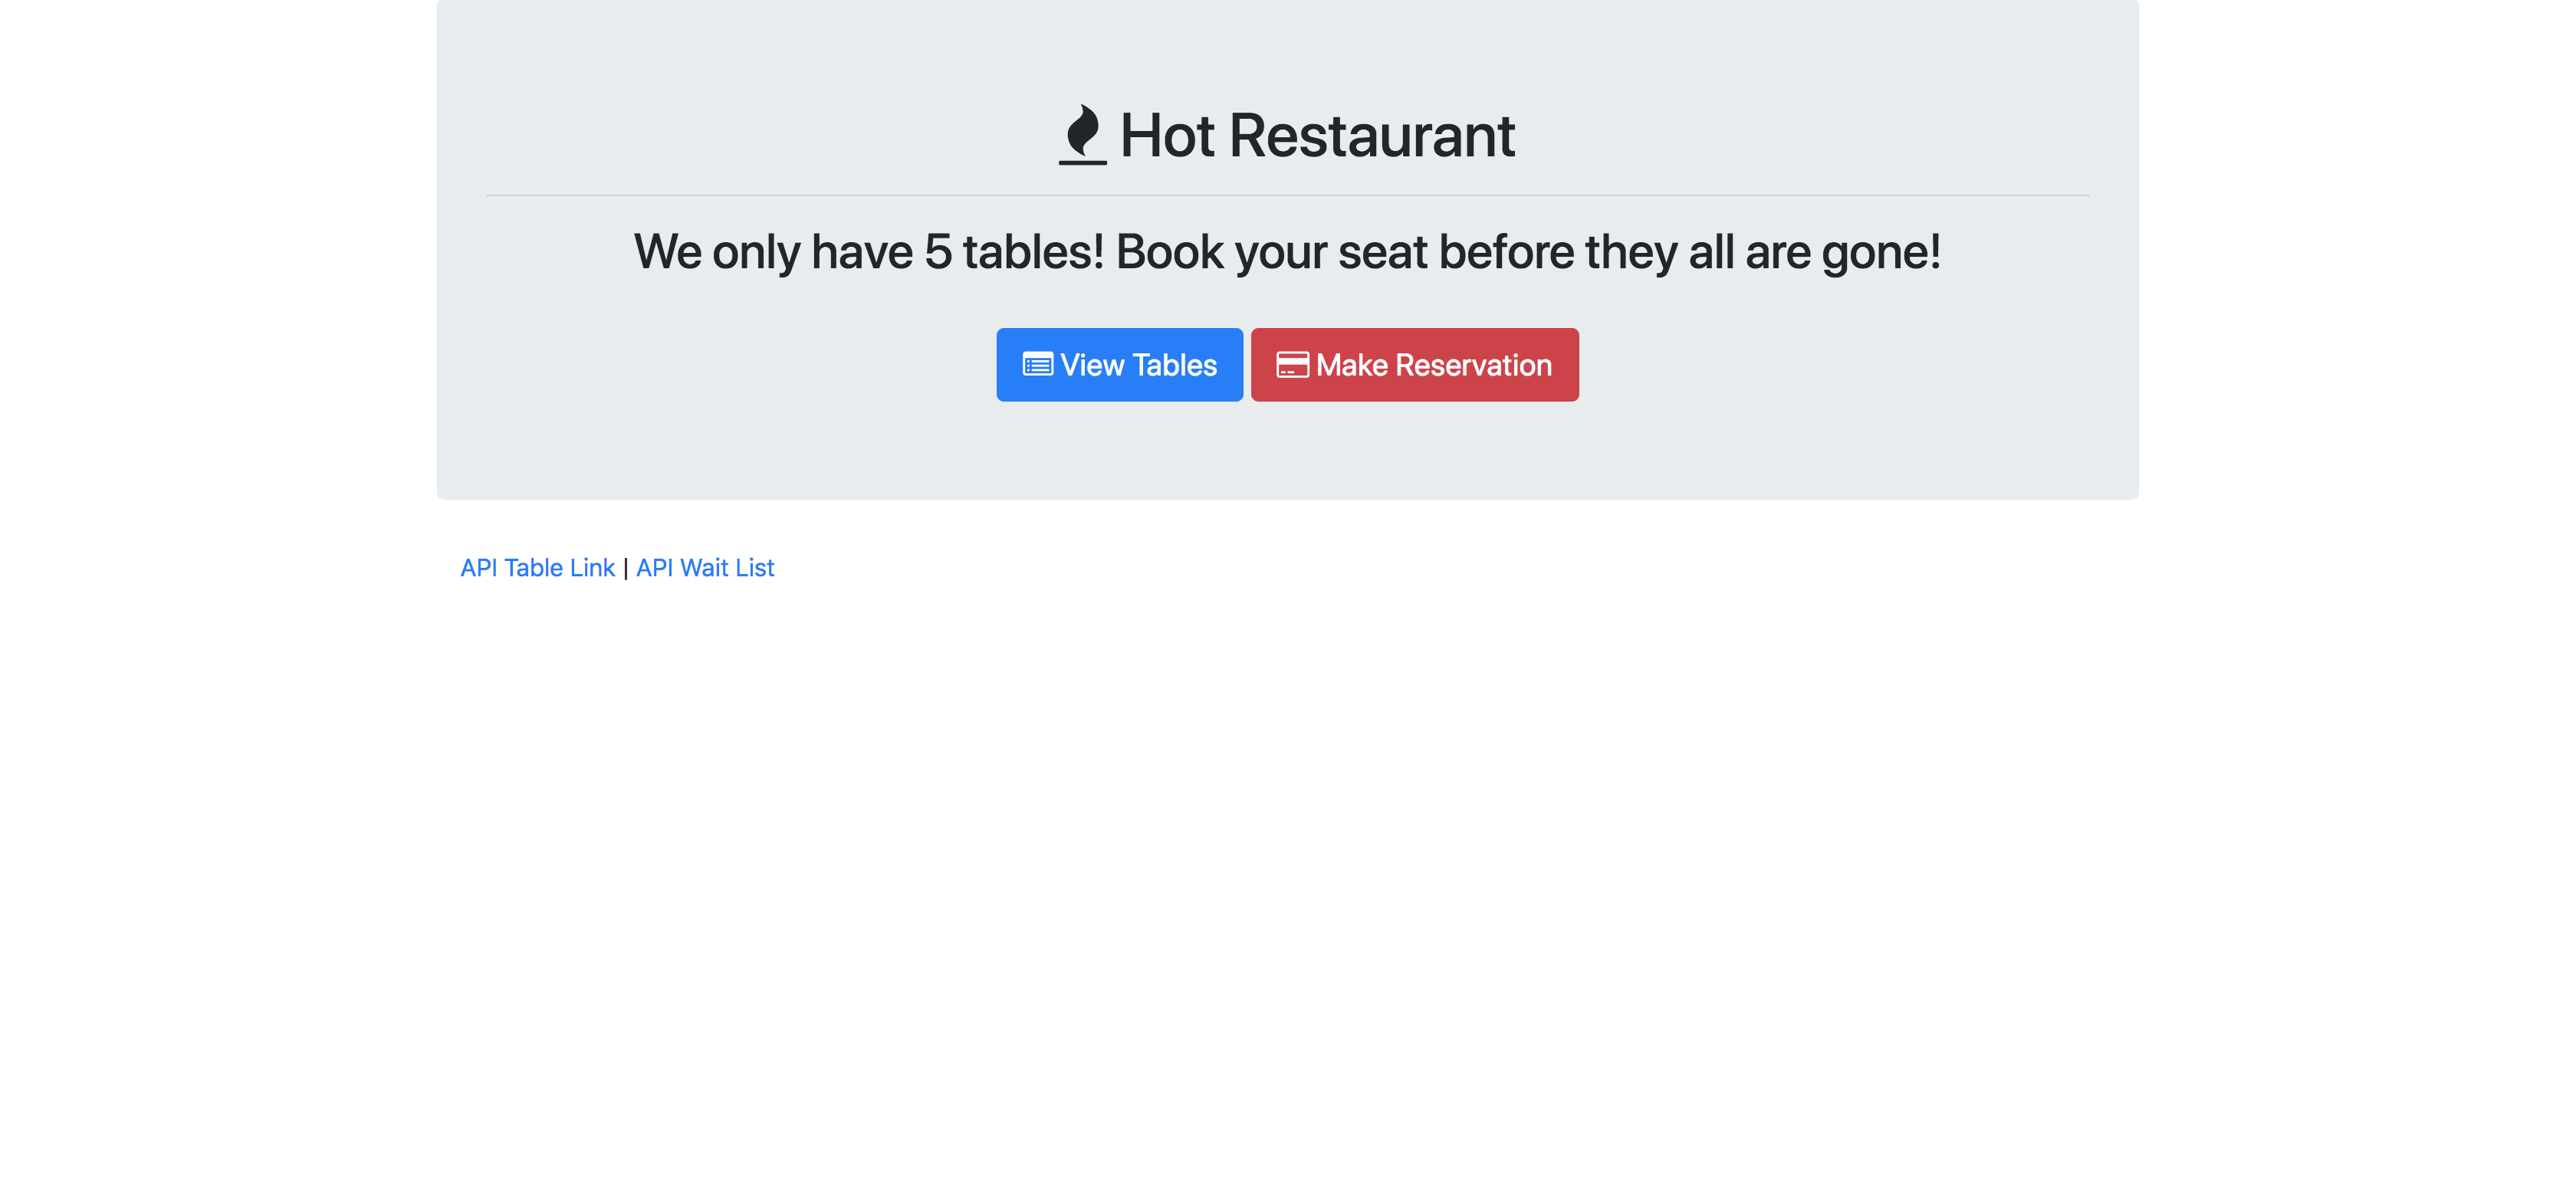 Hot Restaurant
We only have 5 tables! Book your seat before they all are gone!
View Tables Make Reservation
API Table Link | API Wait List